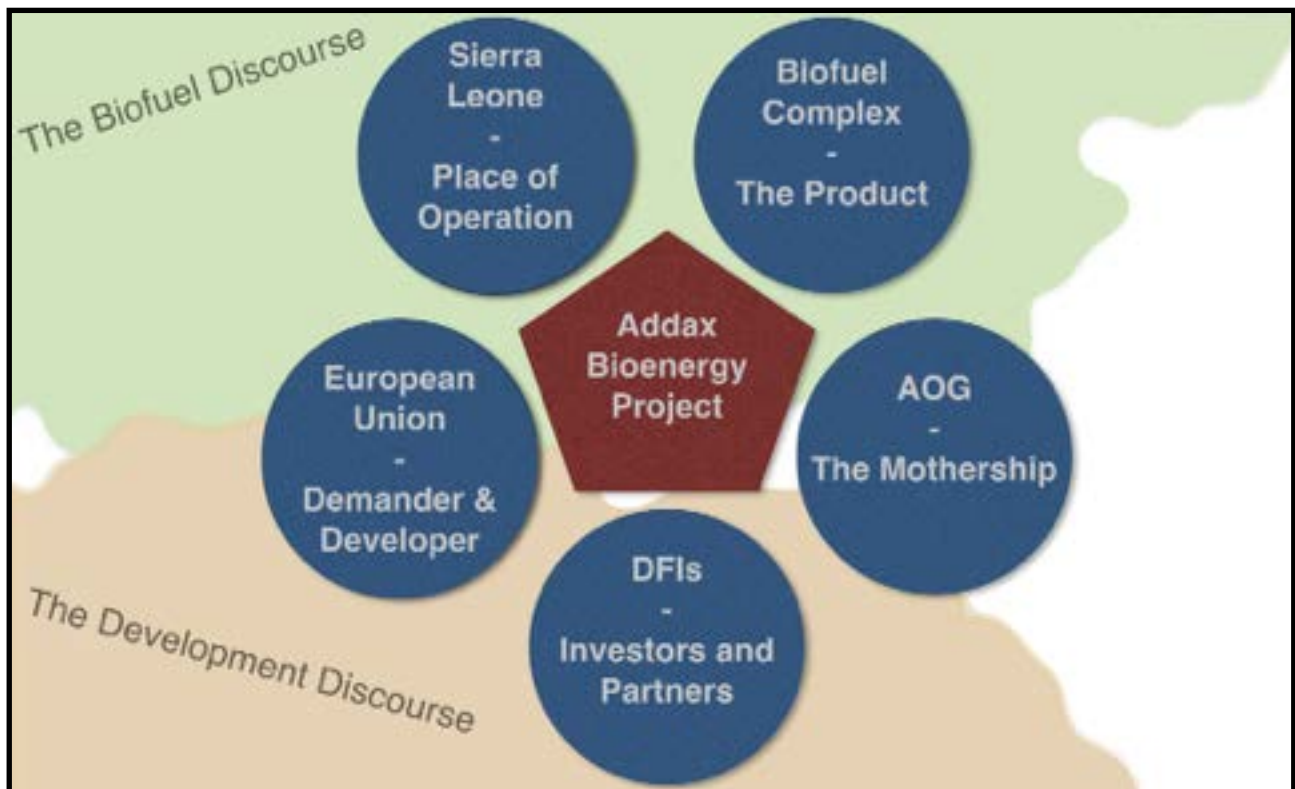 The Biofuel Discourse
Sierra
Leone
-
Place of
Operation
Biofuel
Complex
-
The Product
Addax
Bioenergy
Project
European
Union
-
Demander &
Developer
AOG
-
The Mothership
DFIs
-
Investors and
Partners
The Development Discourse